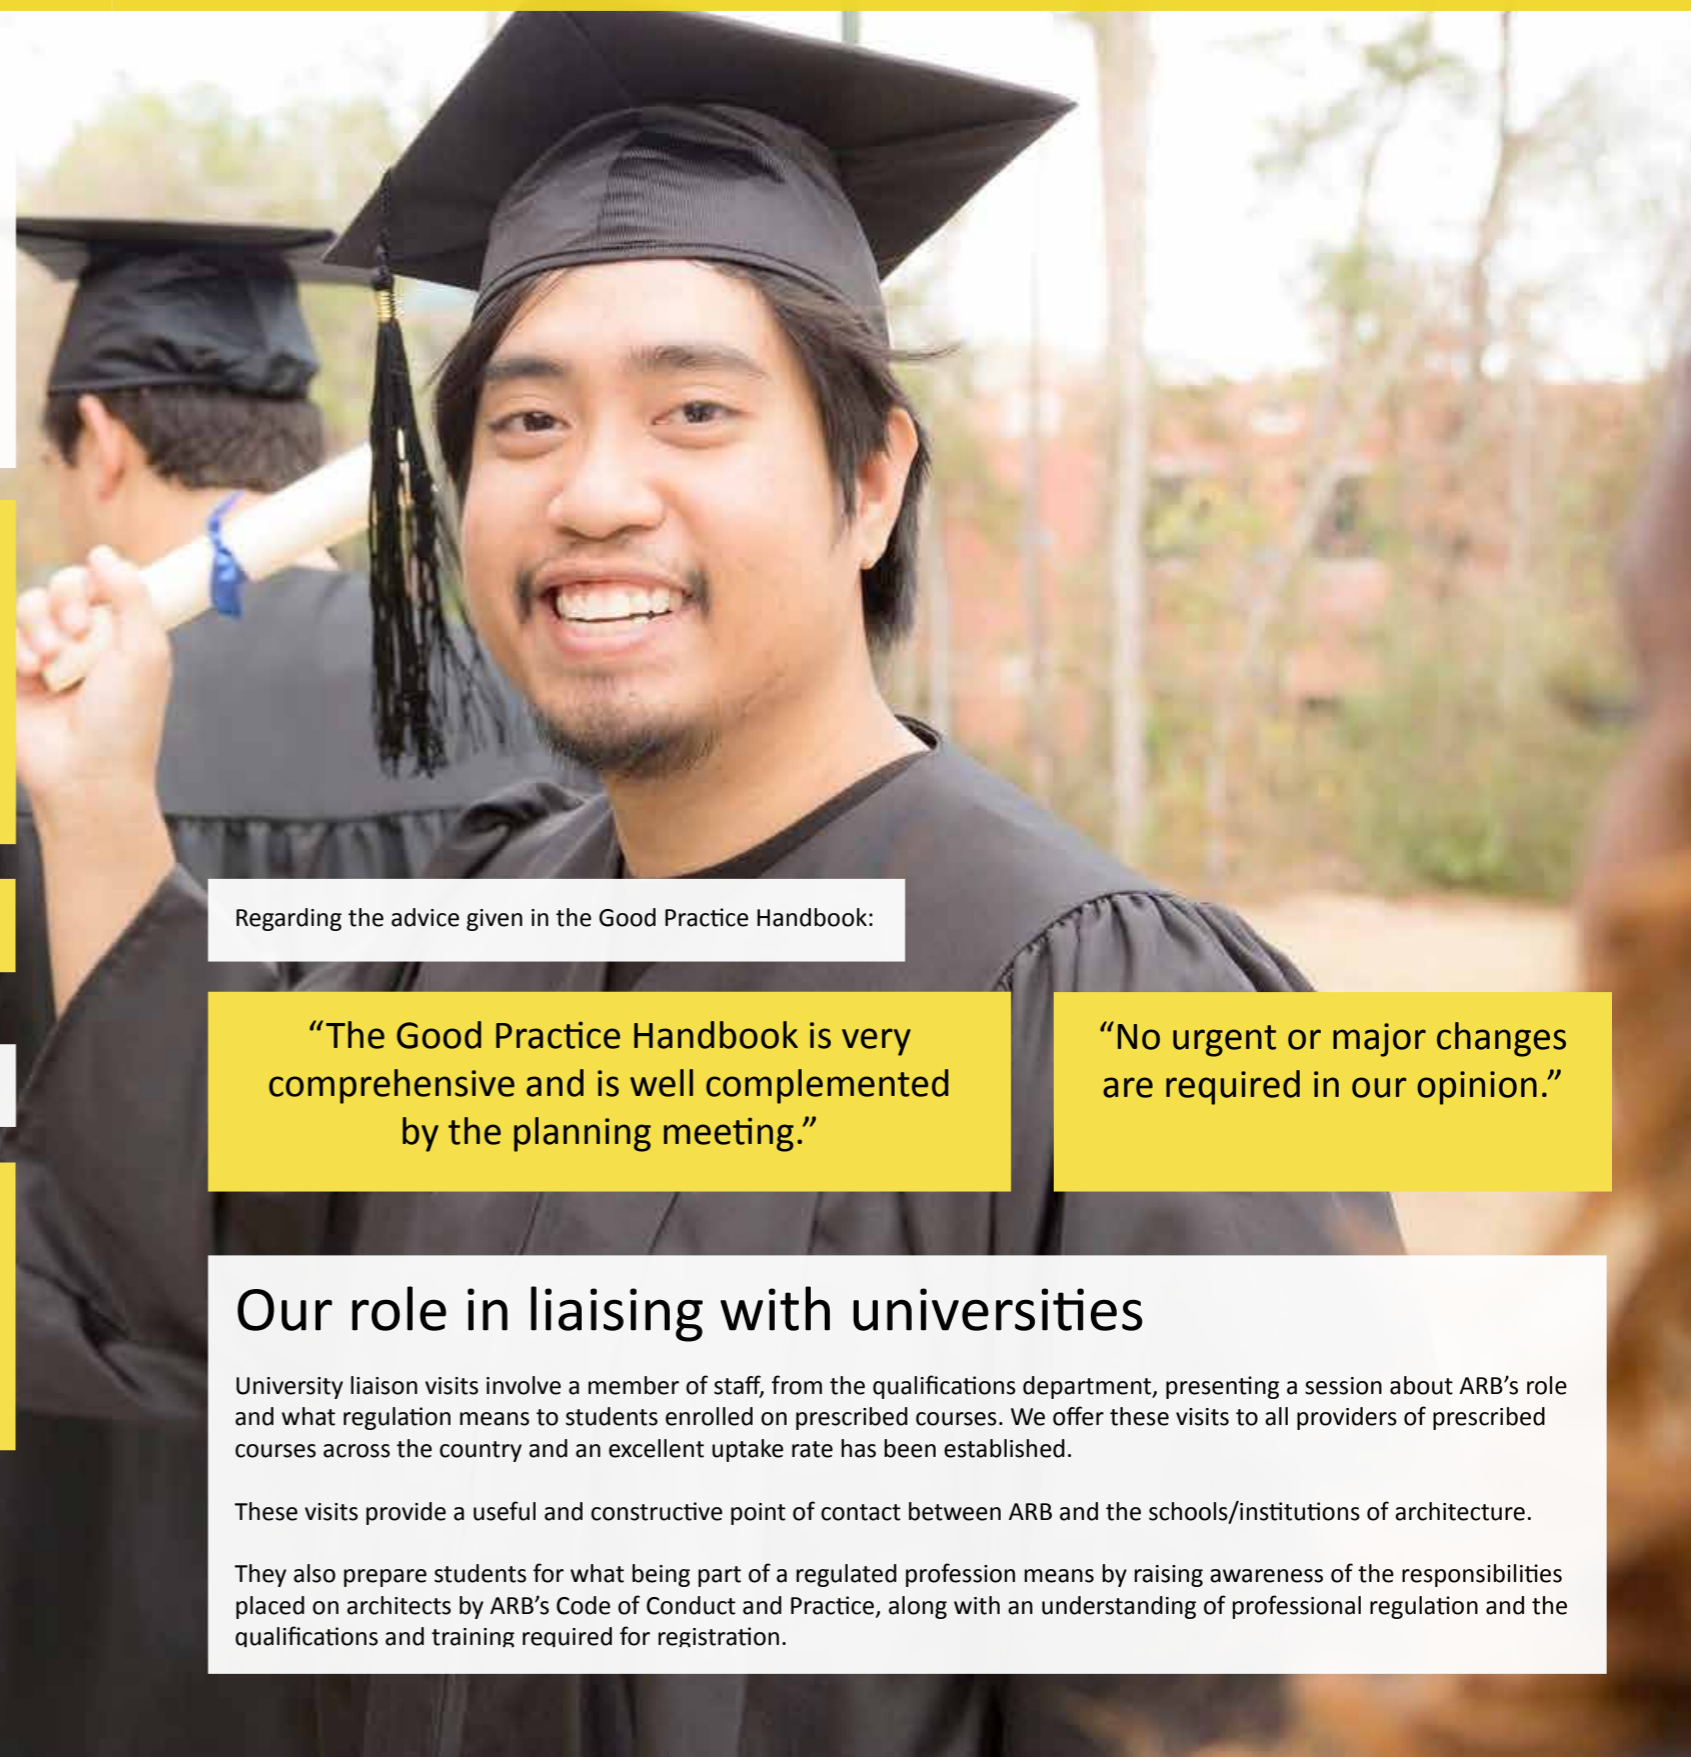 Regarding the advice given in the Good Practice Handbook:
“The Good Practice Handbook is very
comprehensive and is well complemented
by the planning meeting.”
“No urgent or major changes
are required in our opinion.”
Our role in liaising with universities
University liaison visits involve a member of staff, from the qualifications department, presenting a session about ARB’s role
and what regulation means to students enrolled on prescribed courses. We offer these visits to all providers of prescribed
courses across the country and an excellent uptake rate has been established.
These visits provide a useful and constructive point of contact between ARB and the schools/institutions of architecture.
They also prepare students for what being part of a regulated profession means by raising awareness of the responsibilities
placed on architects by ARB’s Code of Conduct and Practice, along with an understanding of professional regulation and the
qualifications and training required for registration.